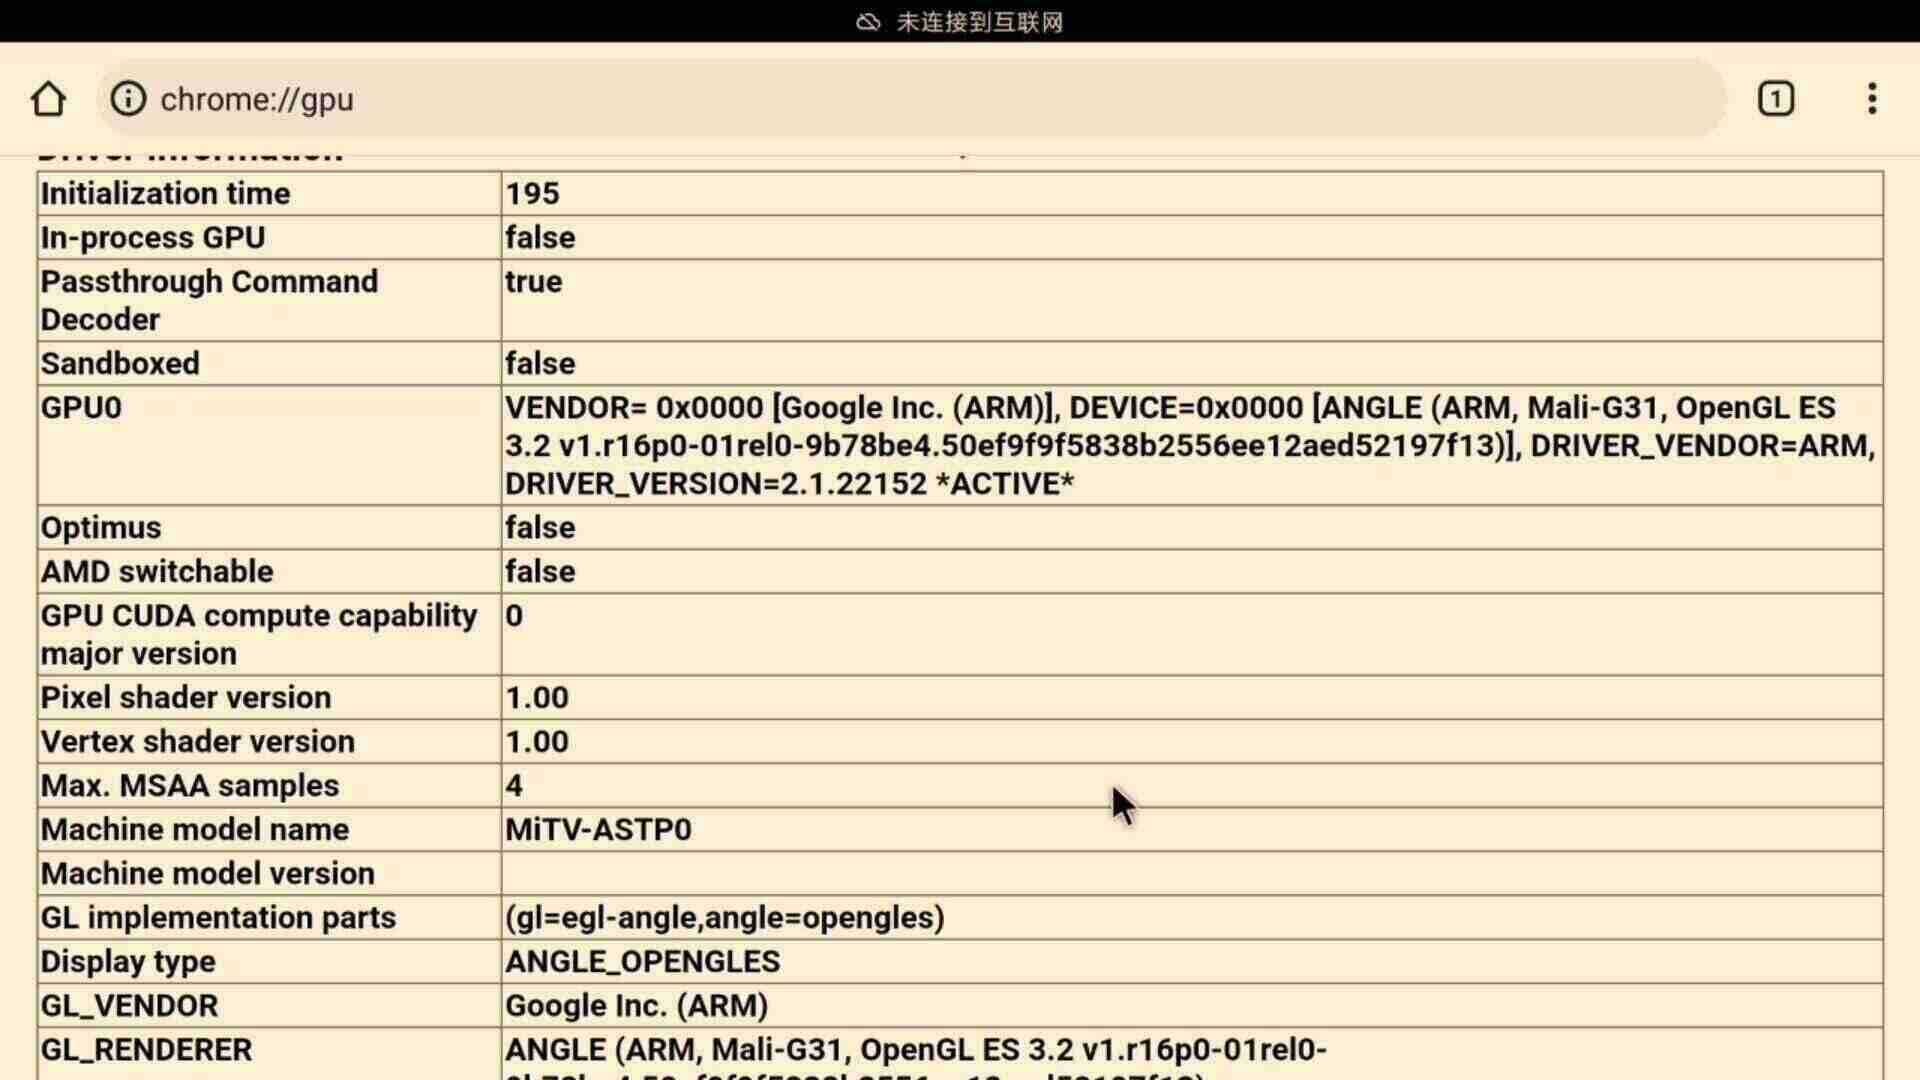 未连接到互联网
chrome://gpu
1
Driver Information
Initialization time 195
In-process GPU false
Passthrough Command true
Decoder
Sandboxed false
GPU0 VENDOR= 0x0000 [Google Inc. (ARM)], DEVICE=0x0000 [ANGLE (ARM, Mali-G31, OpenGL ES
3.2 v1.r16p0-01rel0-9b78be4.50ef9f9f5838b2556ee12aed52197f13)], DRIVER_VENDOR=ARM,
DRIVER_VERSION=2.1.22152 *ACTIVE*
Optimus false
AMD switchable false
GPU CUDA compute capability 0
major version
Pixel shader version 1.00
Vertex shader version 1.00
Max. MSAA samples 4
Machine model name MiTV-ASTP0
Machine model version
GL implementation parts (gl=egl-angle,angle=opengles)
Display type ANGLE_OPENGLES
GL_VENDOR Google Inc. (ARM)
GL_RENDERER ANGLE (ARM, Mali-G31, OpenGL ES 3.2 v1.r16p0-01rel0-